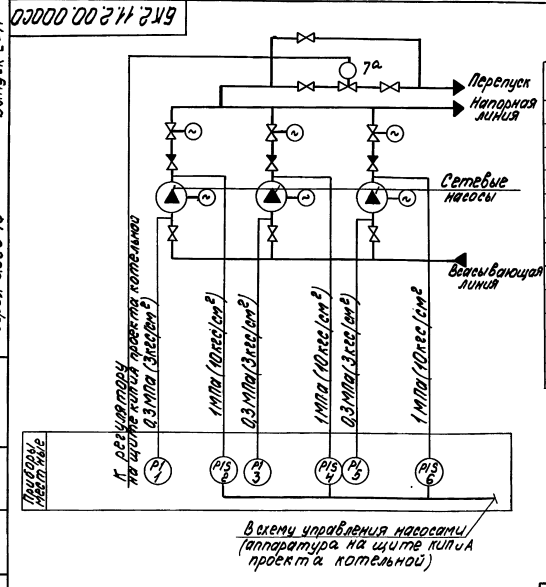 БК2.211.2.00.00000
7а
Перепуск
Напорная
линия
Сетевые
насосы
Всасывающая
линия
К регулятору
на щите КИПиА проекта котельной
0,3 МПа (3кгс/см²)
1 МПа (10кгс/см²)
0,3 МПа (3кгс/см²)
1 МПа (10кгс/см²)
0,3 МПа (3кгс/см²)
1 МПа (10кгс/см²)
Приборы
местные
PI
1
PIS
2
PI
3
PIS
4
PI
5
PIS
6
В схему управления насосами
(аппаратура на щите КИПиА
проекта котельной)